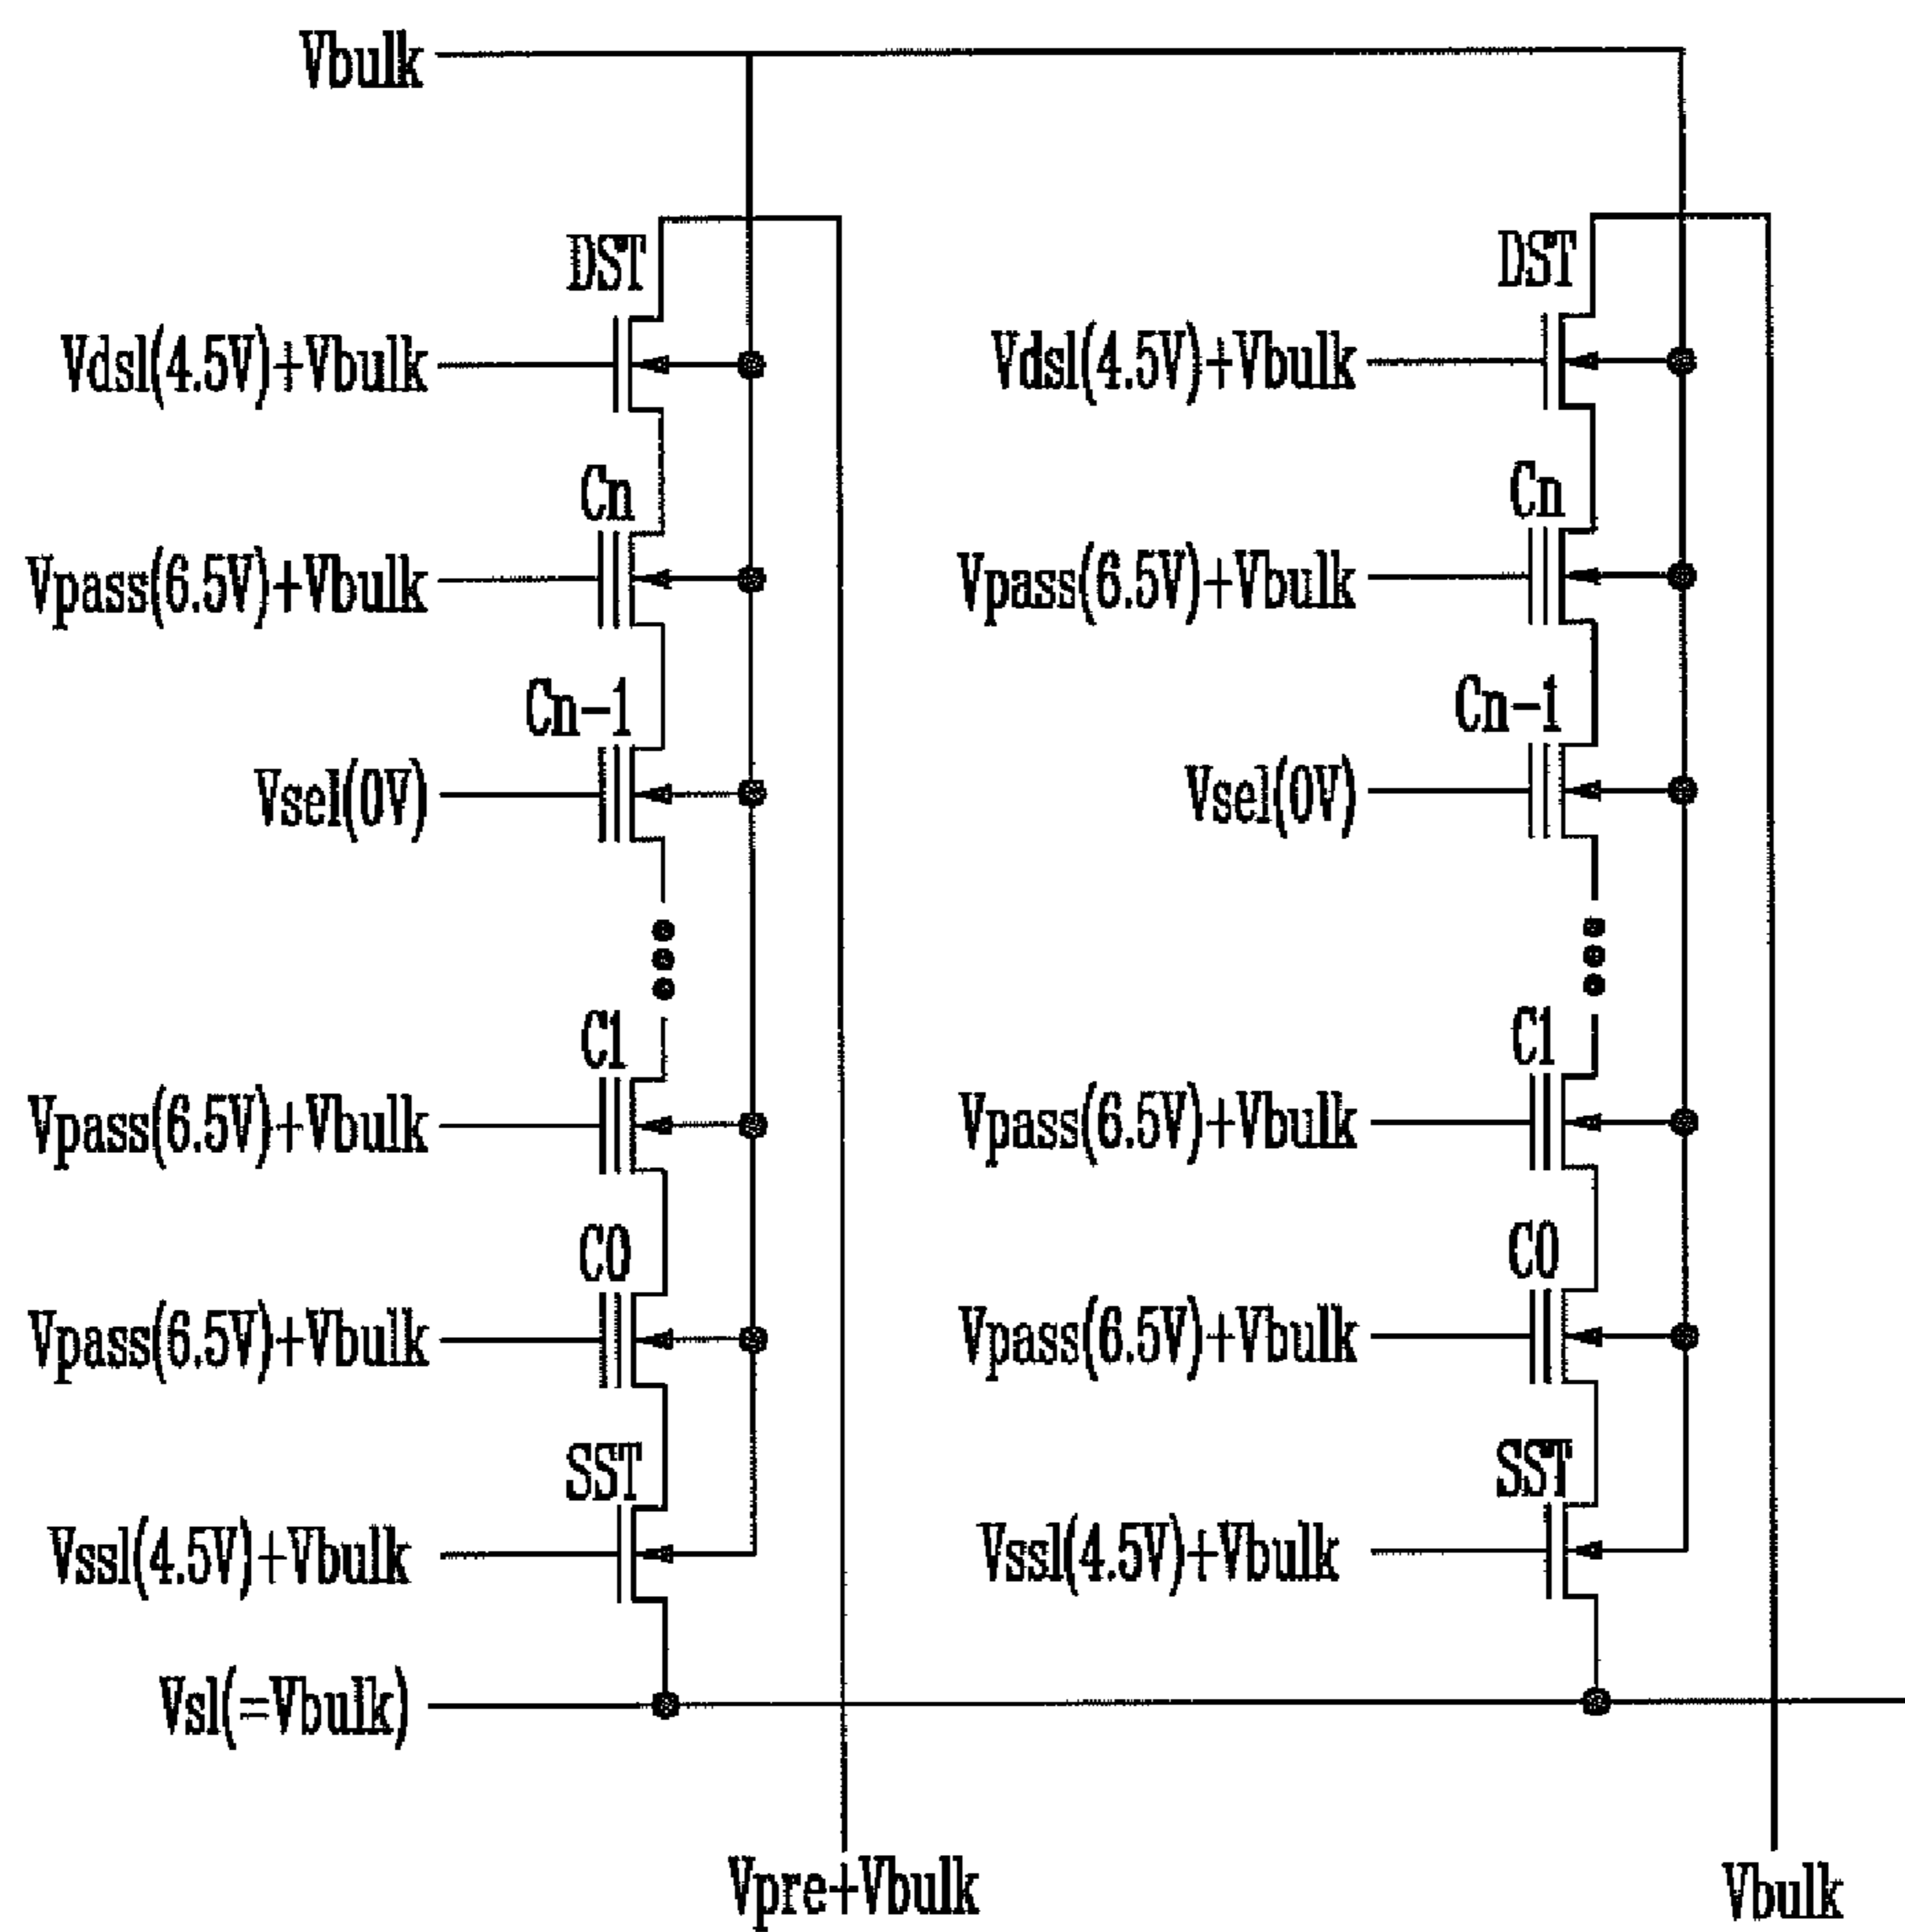 Vbulk
DST
DST
Vdsl(4.5V)+Vbulk
Vdsl(4.5V)+Vbulk
Cn
Cn
Vpass(6.5V)+Vbulk
Vpass(6.5V)+Vbulk
Cn-1
Cn-1
Vsel(0V)
Vsel(0V)
C1
C1
Vpass(6.5V)+Vbulk
Vpass(6.5V)+Vbulk
C0
C0
Vpass(6.5V)+Vbulk
Vpass(6.5V)+Vbulk
SST
SST
Vssl(4.5V)+Vbulk
Vssl(4.5V)+Vbulk
Vsl(=Vbulk)
Vpre+Vbulk
Vbulk